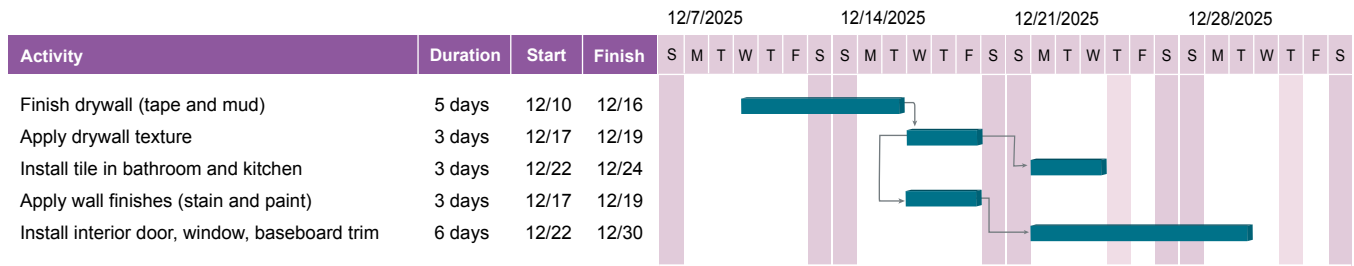 12/7/2025 12/14/2025 12/21/2025 12/28/2025
Activity Duration Start Finish S M T W T F S S M T W T F S S M T W T F S S M T W T F S
Finish drywall (tape and mud) 5 days 12/10 12/16
Apply drywall texture 3 days 12/17 12/19
Install tile in bathroom and kitchen 3 days 12/22 12/24
Apply wall finishes (stain and paint) 3 days 12/17 12/19
Install interior door, window, baseboard trim 6 days 12/22 12/30